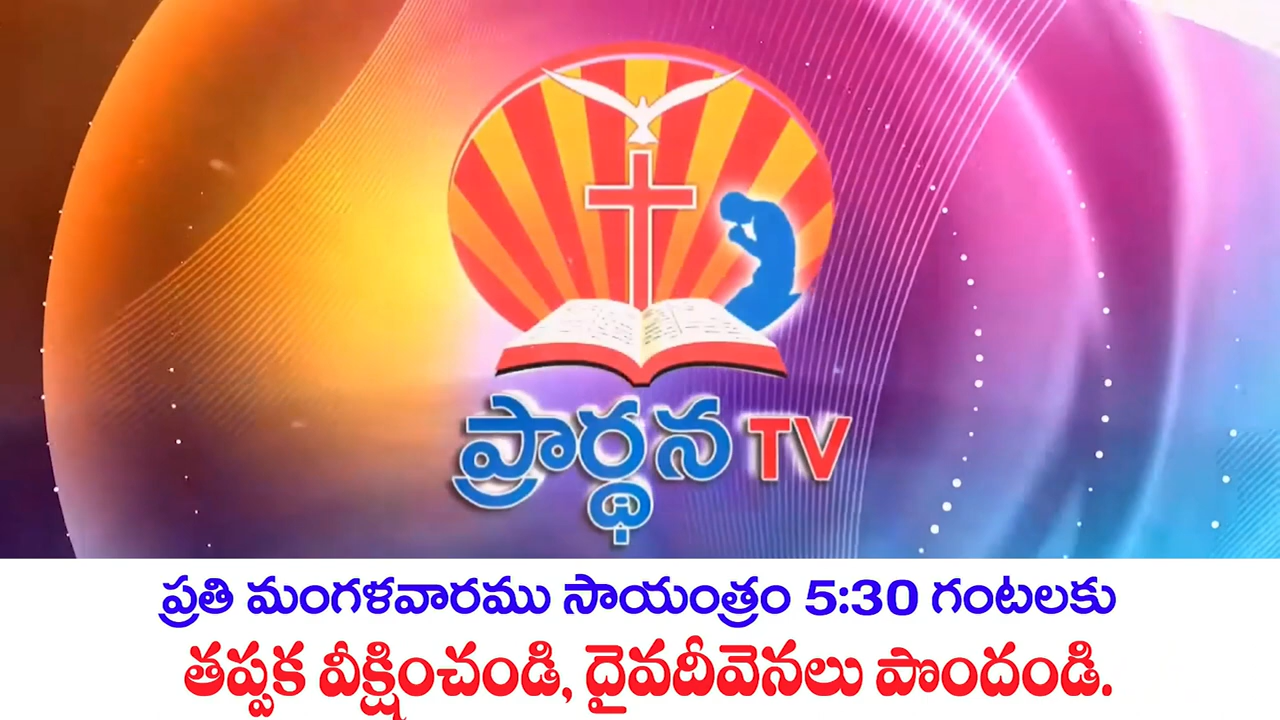 ప్రార్థన TV
ప్రతి మంగళవారము సాయంత్రం 5:30 గంటలకు
తప్పక వీక్షించండి, దైవదీవెనలు పొందండి.